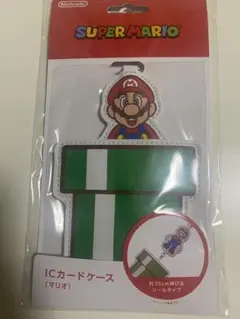 Nintendo
SUPER MARIO
ICカードケース
(マリオ)
約70cm伸びる
リールタイプ